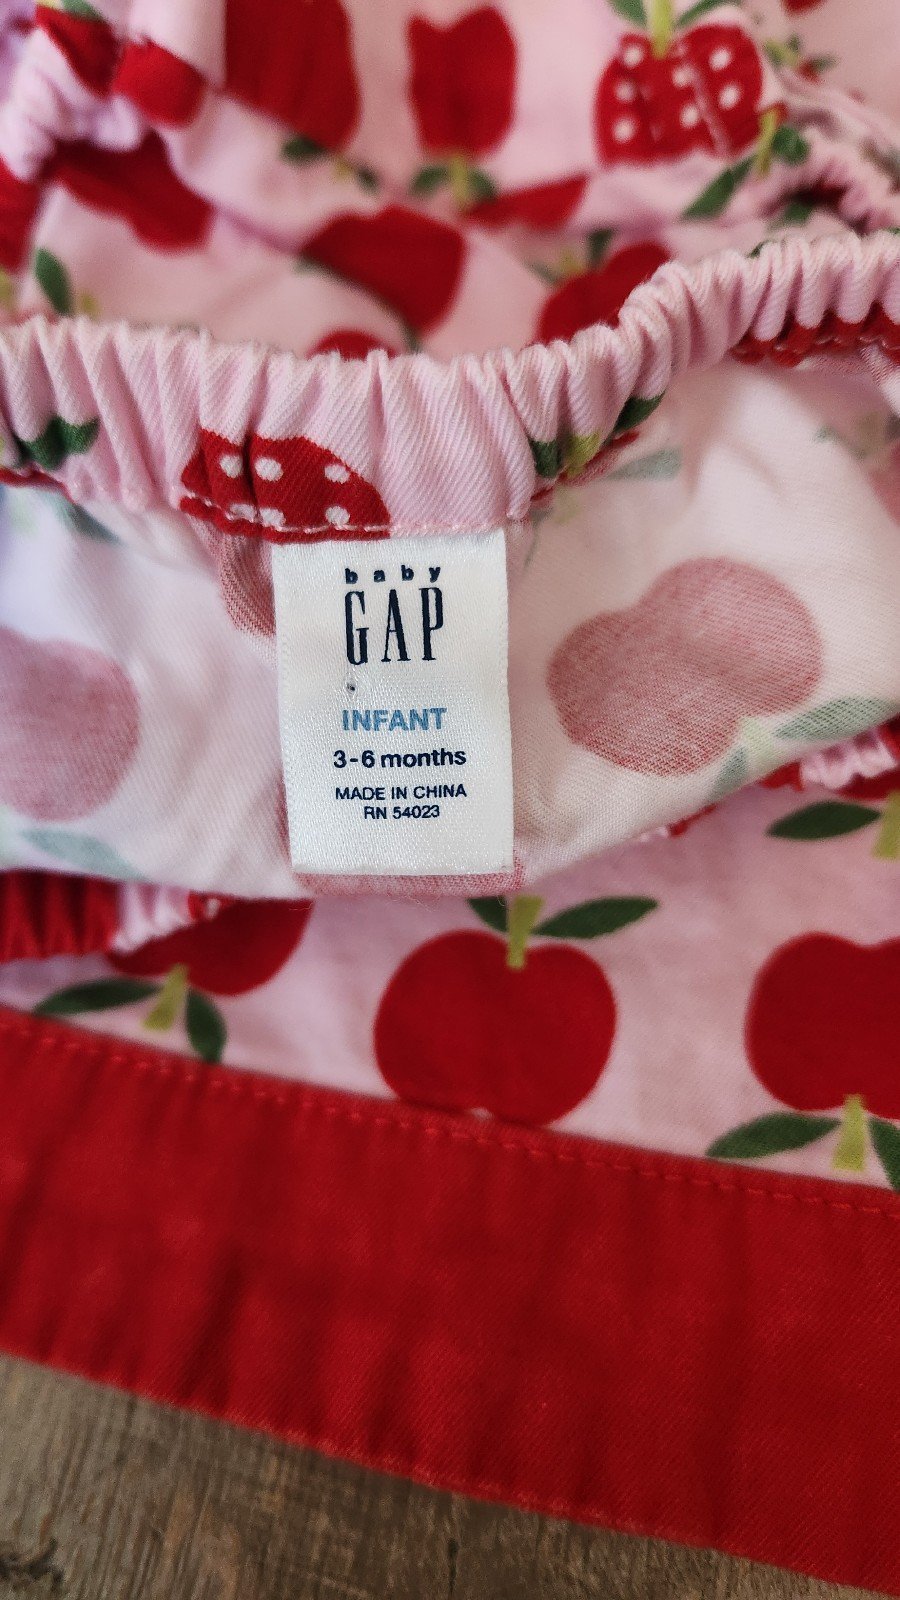 baby
GAP
INFANT
3-6 months
MADE IN CHINA
RN 54023